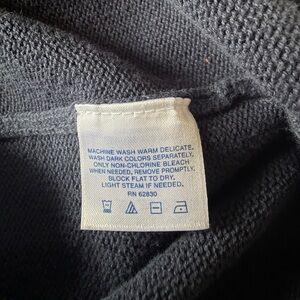 MACHINE WASH WARM DELICATE.
WASH DARK COLORS SEPARATELY.
ONLY NON-CHLORINE BLEACH
WHEN NEEDED. REMOVE PROMPTLY.
BLOCK FLAT TO DRY.
LIGHT STEAM IF NEEDED.
RN 62830